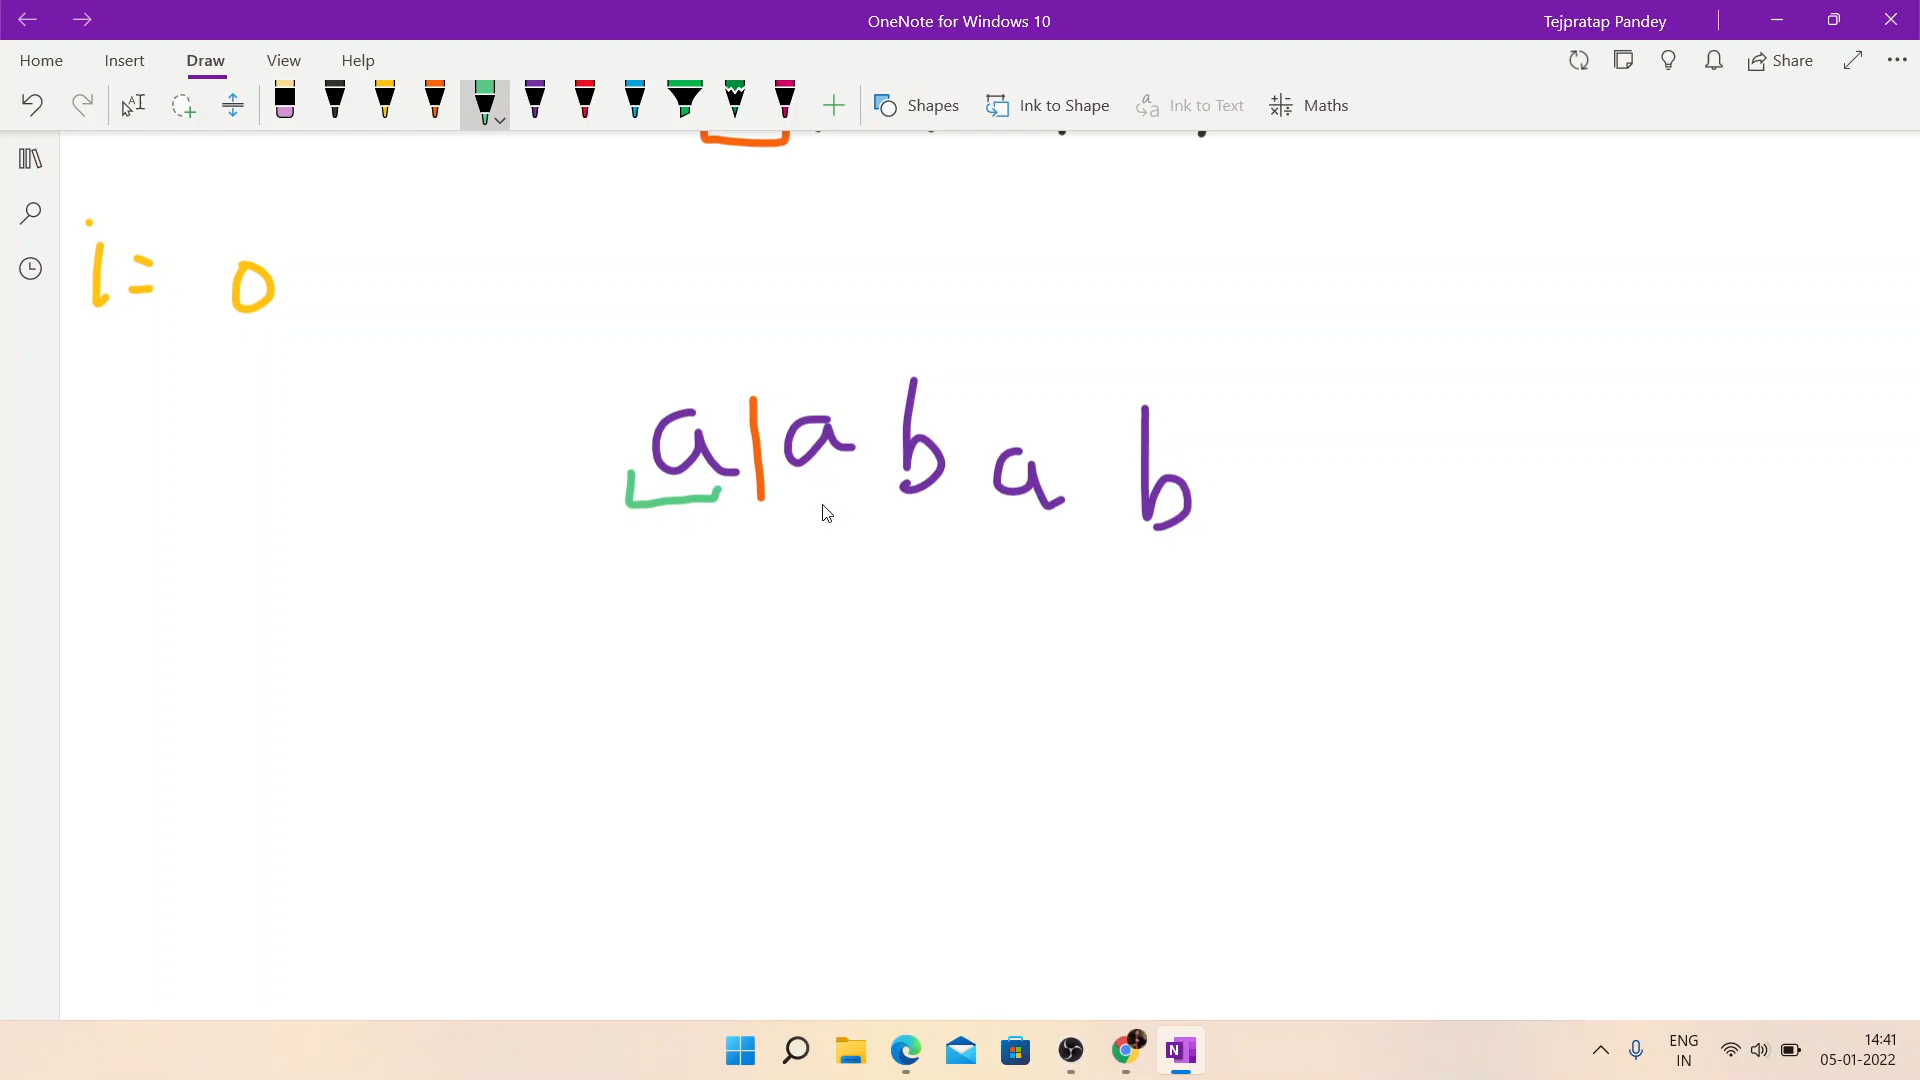 OneNote for Windows 10
Tejpratap Pandey
Home Insert Draw View Help
Share
Shapes Ink to Shape Ink to Text Maths
i = 0
a | a b a b
ENG
IN
14:41
05-01-2022